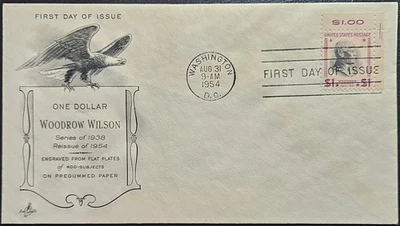 FIRST DAY OF ISSUE
ONE DOLLAR
WOODROW WILSON
Series of 1938
Reissue of 1954
ENGRAVED FROM FLAT PLATES
of 400-SUBJECTS
ON PREGUMMED PAPER
WASHINGTON
AUG 31
9-AM
1954
D.C.
$1.00
UNITED STATES POSTAGE
FIRST DAY OF ISSUE
$1 $1